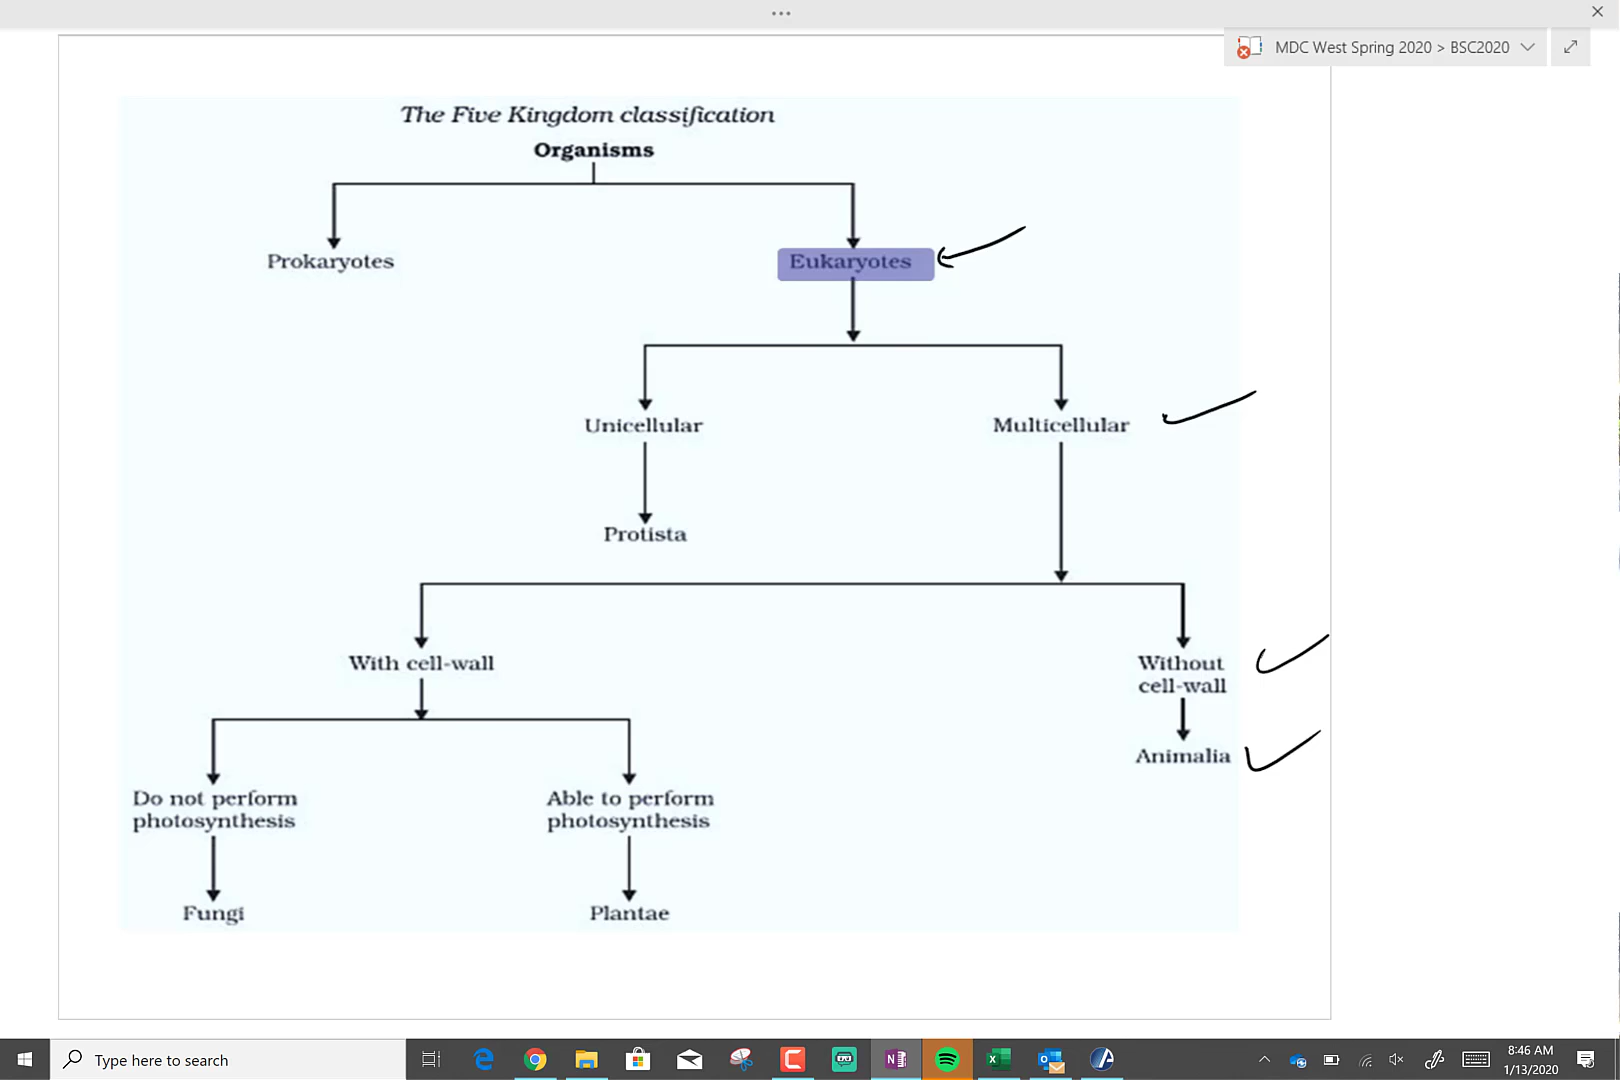 MDC West Spring 2020 > BSC2020
The Five Kingdom classification
Organisms
Prokaryotes
Eukaryotes
Unicellular
Multicellular
Protista
With cell-wall
Without
cell-wall
Animalia
Do not perform
photosynthesis
Able to perform
photosynthesis
Fungi
Plantae
Type here to search
8:46 AM
1/13/2020